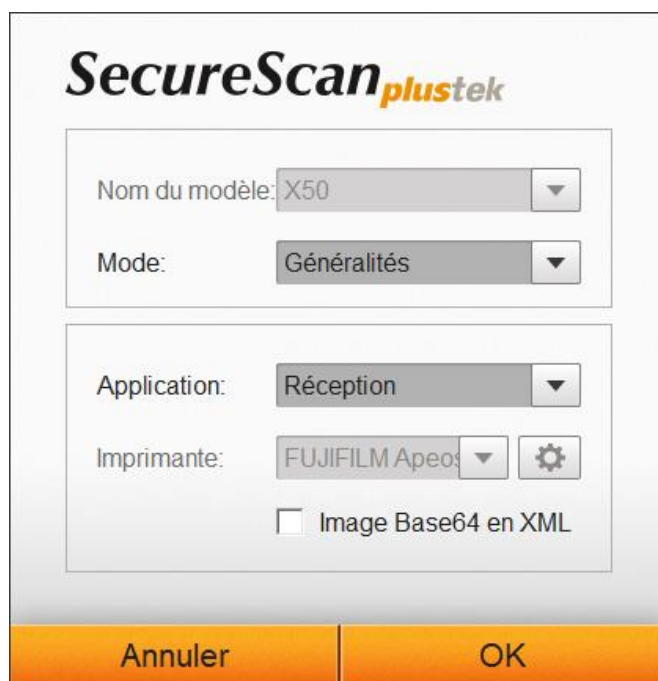 SecureScan plustek
Nom du modèle: X50
Mode: Généralités
Application: Réception
Imprimante: FUJIFILM Apeos
Image Base64 en XML
Annuler OK